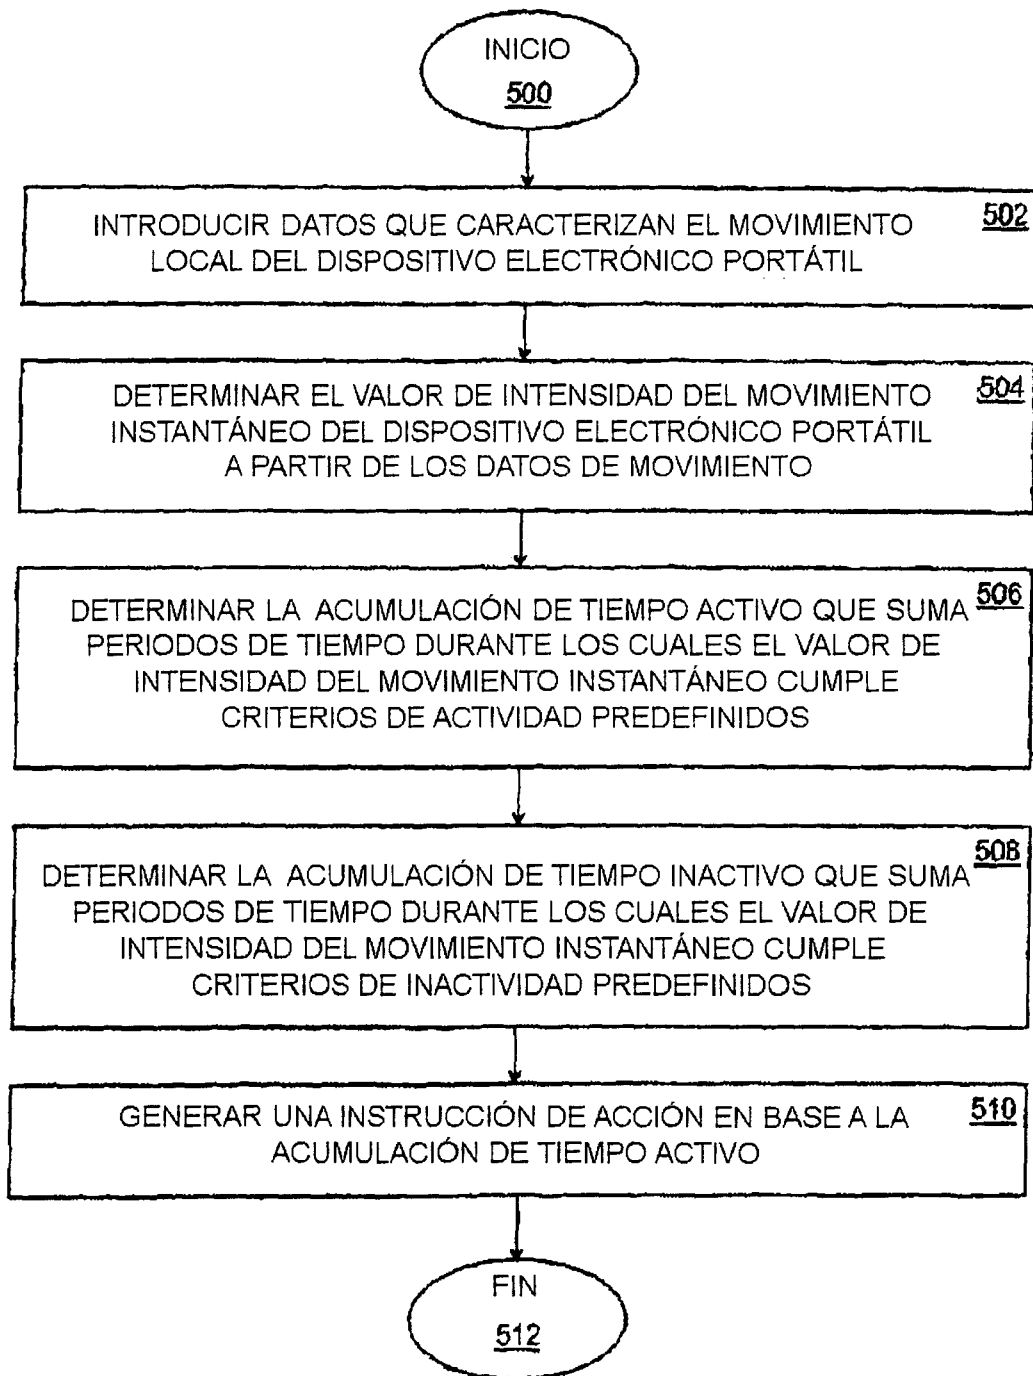 INICIO
500
502
INTRODUCIR DATOS QUE CARACTERIZAN EL MOVIMIENTO
LOCAL DEL DISPOSITIVO ELECTRÓNICO PORTÁTIL
504
DETERMINAR EL VALOR DE INTENSIDAD DEL MOVIMIENTO
INSTANTÁNEO DEL DISPOSITIVO ELECTRÓNICO PORTÁTIL
A PARTIR DE LOS DATOS DE MOVIMIENTO
506
DETERMINAR LA ACUMULACIÓN DE TIEMPO ACTIVO QUE SUMA
PERIODOS DE TIEMPO DURANTE LOS CUALES EL VALOR DE
INTENSIDAD DEL MOVIMIENTO INSTANTÁNEO CUMPLE
CRITERIOS DE ACTIVIDAD PREDEFINIDOS
508
DETERMINAR LA ACUMULACIÓN DE TIEMPO INACTIVO QUE SUMA
PERIODOS DE TIEMPO DURANTE LOS CUALES EL VALOR DE
INTENSIDAD DEL MOVIMIENTO INSTANTÁNEO CUMPLE
CRITERIOS DE INACTIVIDAD PREDEFINIDOS
510
GENERAR UNA INSTRUCCIÓN DE ACCIÓN EN BASE A LA
ACUMULACIÓN DE TIEMPO ACTIVO
FIN
512